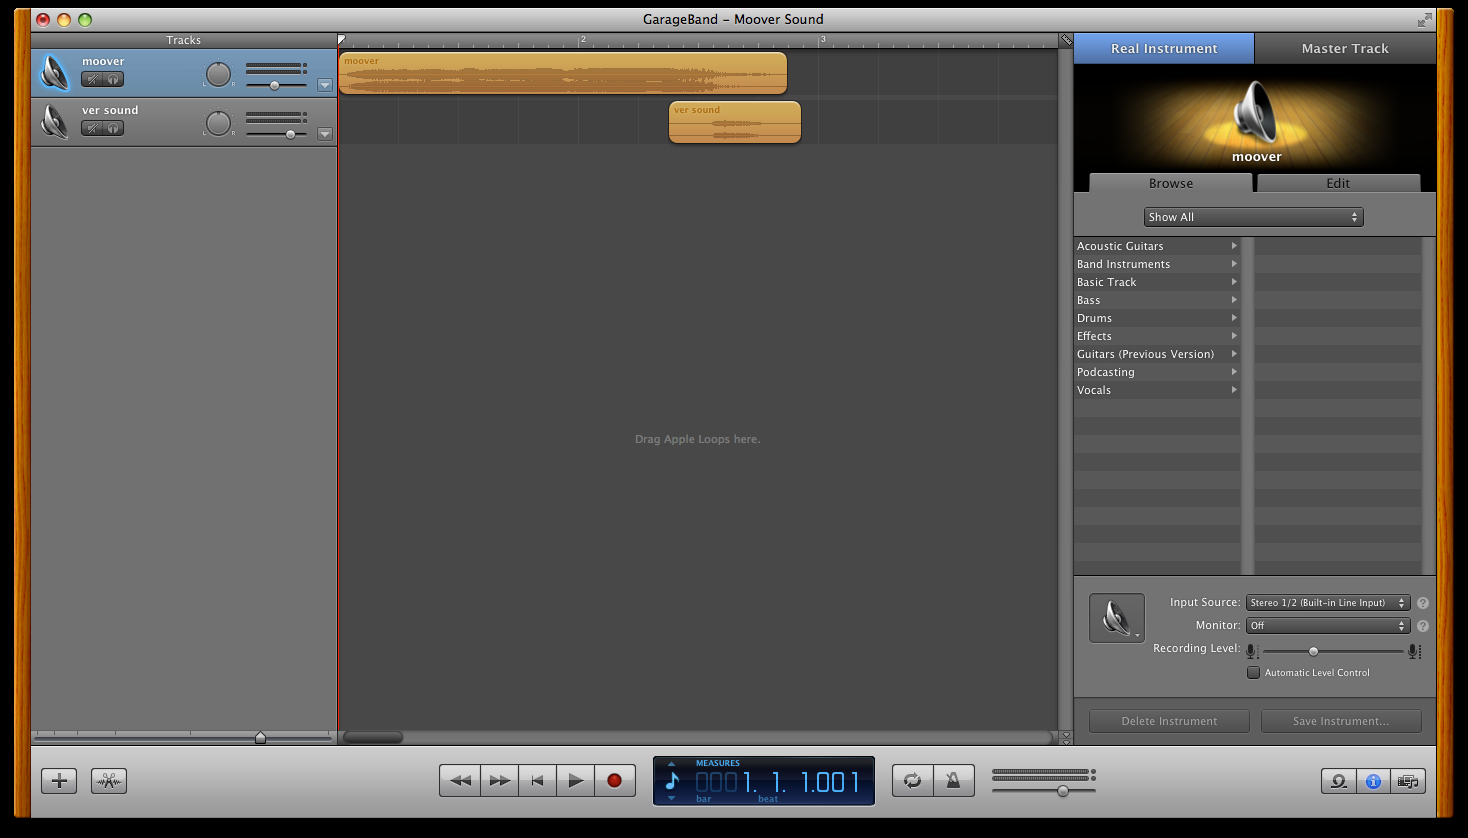 GarageBand – Moover Sound
Tracks
2
3
Real Instrument
Master Track
moover
L
R
moover
ver sound
L
R
ver sound
moover
Browse
Edit
Show All
Acoustic Guitars
Band Instruments
Basic Track
Bass
Drums
Effects
Guitars (Previous Version)
Podcasting
Vocals
Drag Apple Loops here.
Input Source:
Stereo 1/2 (Built-in Line Input)
?
Monitor:
Off
?
Recording Level:
Automatic Level Control
Delete Instrument
Save Instrument...
MEASURES
0001. 1. 1.001
bar
beat